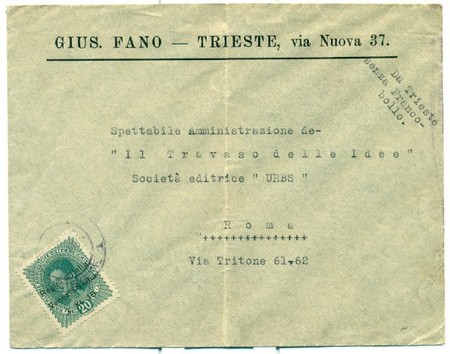 GIUS. FANO — TRIESTE, via Nuova 37.
Da Trieste
senza Franco-
bollo.
Spettabile Amministrazione de-
" Il Travaso delle Idee "
Società editrice " URBS "
Roma
+++++++++++++++
Via Tritone 61-62
20